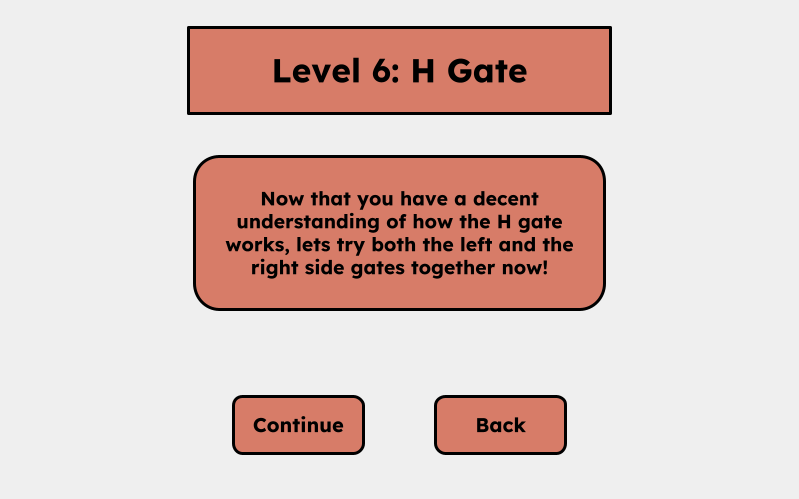 Level 6: H Gate
Now that you have a decent
understanding of how the H gate
works, lets try both the left and the
right side gates together now!
Continue
Back